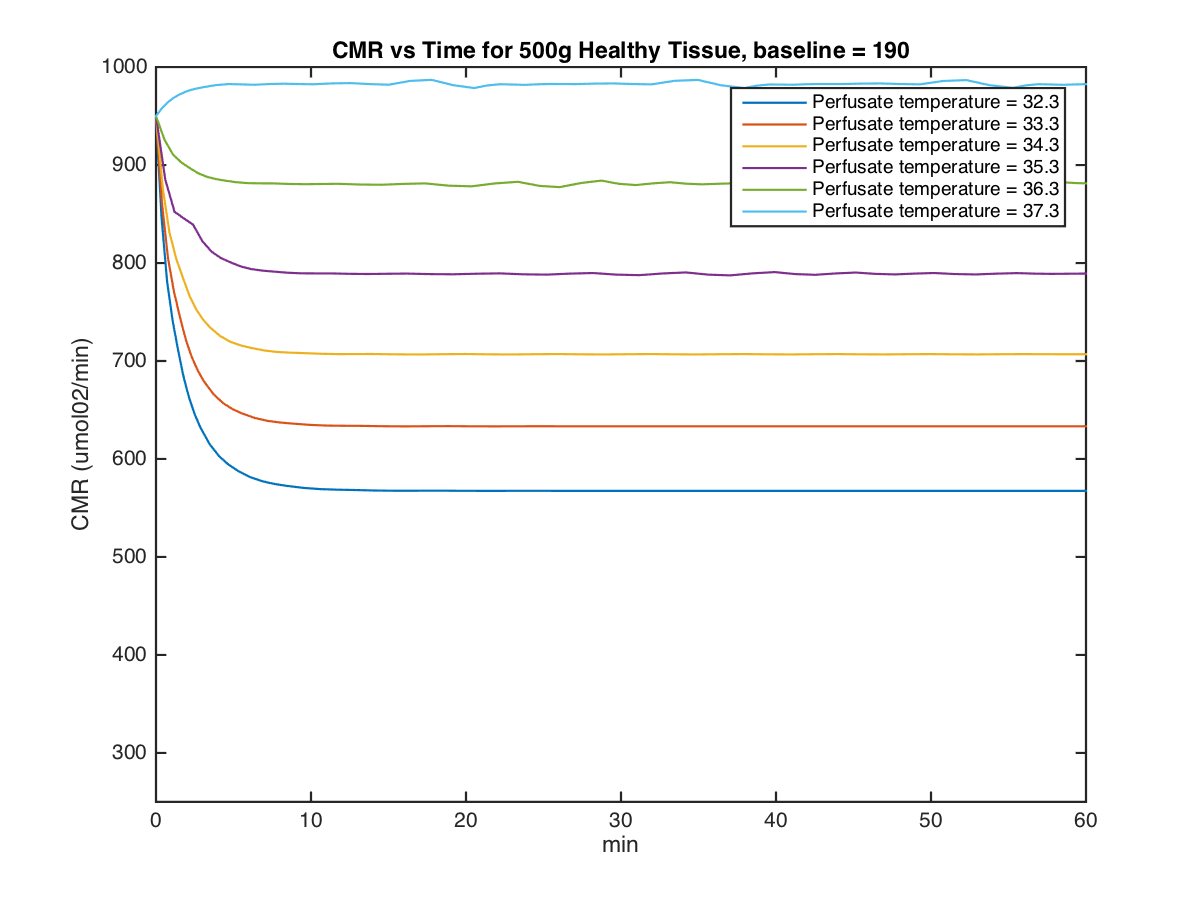 CMR vs Time for 500g Healthy Tissue, baseline = 190
1000
900
800
700
600
500
400
300
CMR (umol02/min)
Perfusate temperature = 32.3
Perfusate temperature = 33.3
Perfusate temperature = 34.3
Perfusate temperature = 35.3
Perfusate temperature = 36.3
Perfusate temperature = 37.3
0 10 20 30 40 50 60
min